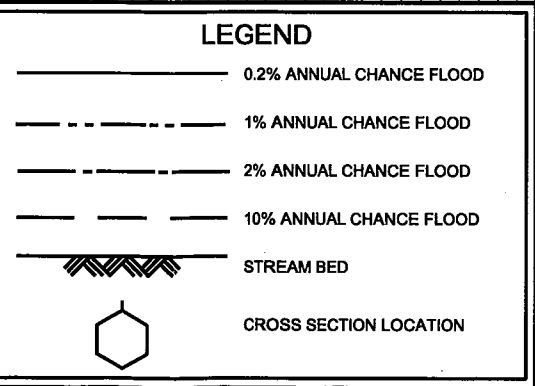 LEGEND
0.2% ANNUAL CHANCE FLOOD
1% ANNUAL CHANCE FLOOD
2% ANNUAL CHANCE FLOOD
10% ANNUAL CHANCE FLOOD
STREAM BED
CROSS SECTION LOCATION